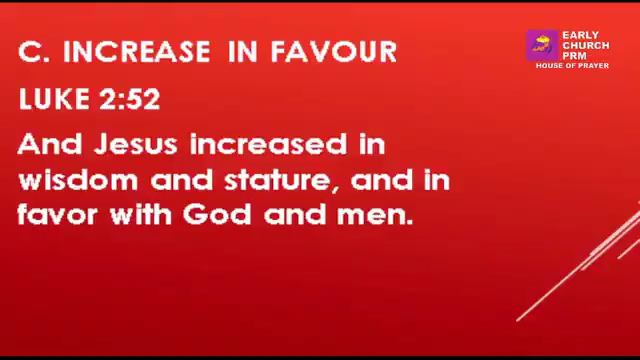 C. INCREASE IN FAVOUR
LUKE 2:52
And Jesus increased in
wisdom and stature, and in
favor with God and men.
EARLY
CHURCH
PRM
HOUSE OF PRAYER